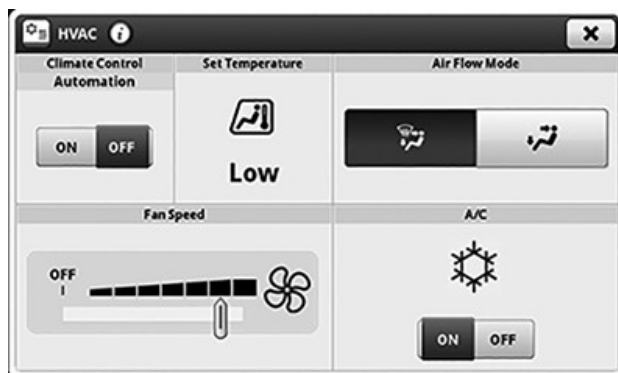 HVAC i
Climate Control
Automation
ON OFF
Set Temperature
Low
Air Flow Mode
Fan Speed
OFF
A/C
ON OFF